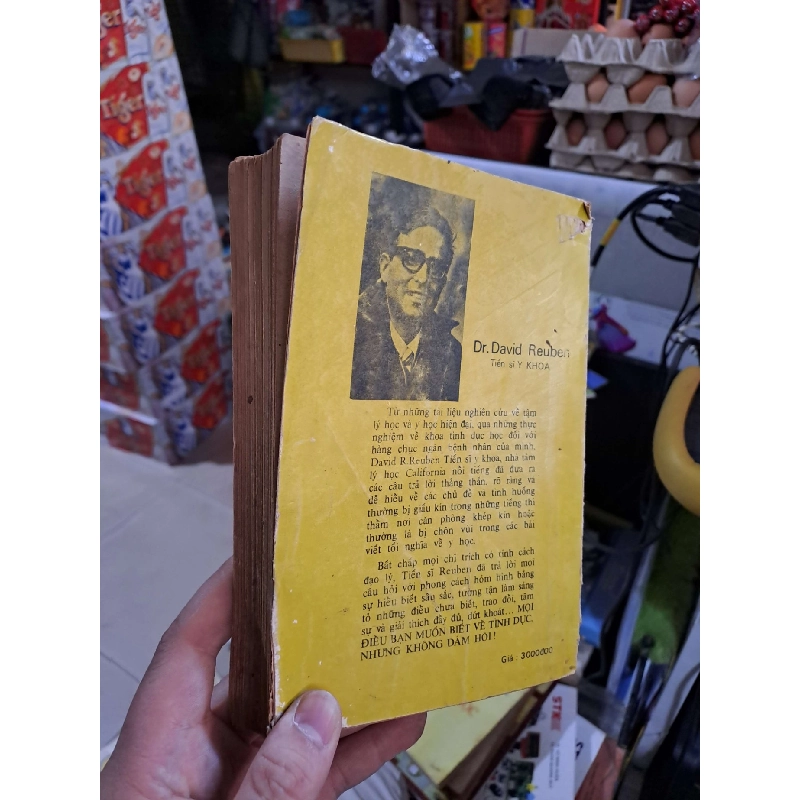 Tiger
Dr. David Reuben
Tiến sĩ Y KHOA
Từ những tài liệu nghiên cứu về tâm
lý học và y học hiện đại, qua những thực
nghiệm về khoa tính dục học đối với
hàng chục ngàn bệnh nhân của mình,
David R.Reuben Tiến sĩ y khoa, nhà tâm
lý học California nổi tiếng đã đưa ra
các câu trả lời thẳng thắn, rõ ràng và
dễ hiểu về các chủ đề và tình huống
thường bị giấu kín trong những tiếng thì
thầm nơi căn phòng khép kín hoặc
thường là bị chôn vùi trong các bài
viết tối nghĩa về y học.
Bất chấp mọi chỉ trích có tính cách
đạo lý, Tiến sĩ Reuben đã trả lời mọi
câu hỏi với phong cách hóm hỉnh bằng
sự hiểu biết sâu sắc, tường tận làm sáng
tỏ những điều chưa biết, trao đổi, tâm
sự và giải thích đầy đủ, dứt khoát... MỌI
ĐIỀU BẠN MUỐN BIẾT VỀ TÍNH DỤC.
NHƯNG KHÔNG DÁM HỎI!
Giá : 3000đ00